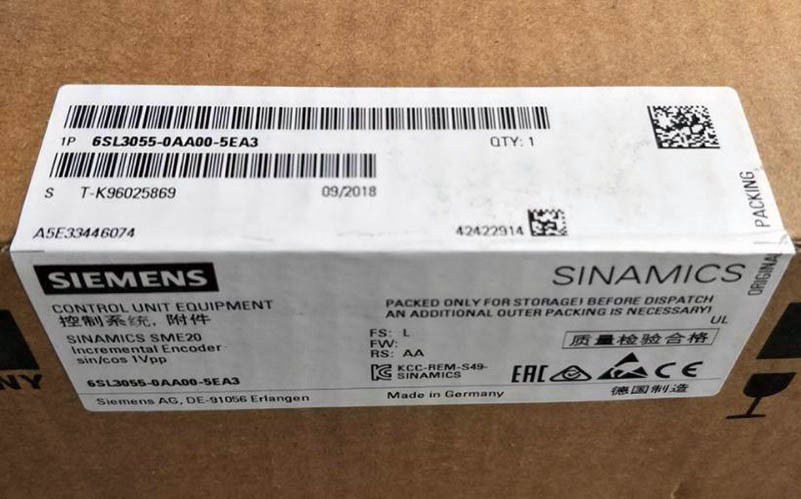 1P 6SL3055-0AA00-5EA3 QTY: 1
S T-K96025869 09/2018
A5E33446074 42422914
ORIGINAL PACKING
SIEMENS SINAMICS
CONTROL UNIT EQUIPMENT
控制系统, 附件
SINAMICS SME20
Incremental Encoder
sin/cos 1Vpp
6SL3055-0AA00-5EA3
Siemens AG, DE-91056 Erlangen
PACKED ONLY FOR STORAGE! BEFORE DISPATCH
AN ADDITIONAL OUTER PACKING IS NECESSARY!
UL
FS: L
FW:
RS: AA
质量检验合格
KCC-REM-S49-
SINAMICS
EAC CE
Made in Germany
德国制造
NY